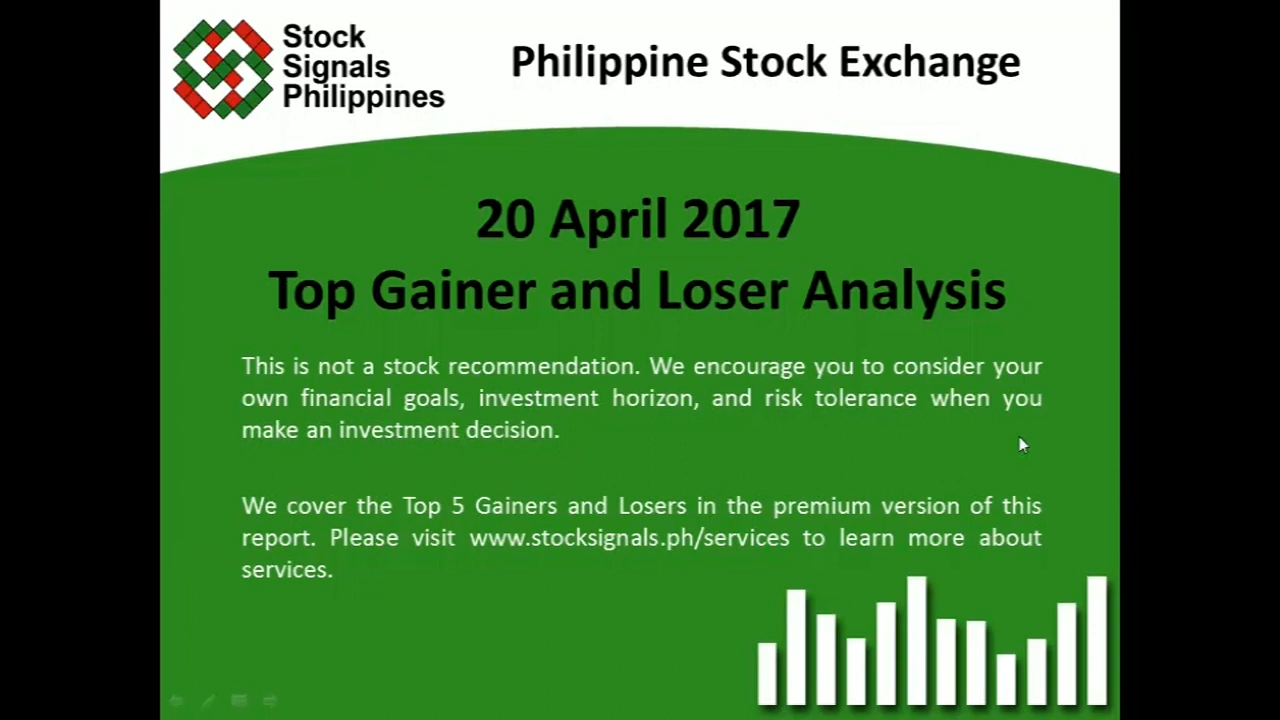 Stock
Signals
Philippines
Philippine Stock Exchange
20 April 2017
Top Gainer and Loser Analysis
This is not a stock recommendation. We encourage you to consider your
own financial goals, investment horizon, and risk tolerance when you
make an investment decision.
We cover the Top 5 Gainers and Losers in the premium version of this
report. Please visit www.stocksignals.ph/services to learn more about
services.